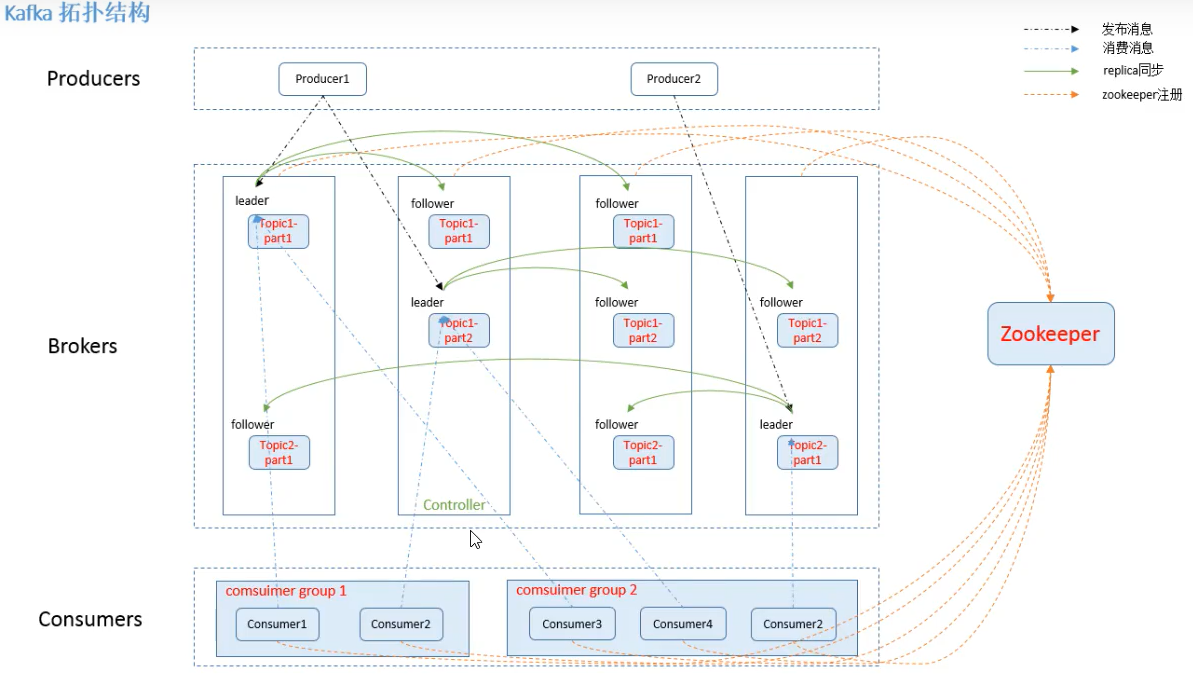 Kafka 拓扑结构
发布消息
消费消息
replica同步
zookeeper注册
Producers
Producer1
Producer2
Brokers
leader
Topic1-
part1
follower
Topic2-
part1
follower
Topic1-
part1
leader
Topic1-
part2
Controller
follower
Topic1-
part1
follower
Topic1-
part2
follower
Topic2-
part1
follower
Topic1-
part2
leader
Topic2-
part1
Zookeeper
Consumers
comsuimer group 1
Consumer1
Consumer2
comsuimer group 2
Consumer3
Consumer4
Consumer2